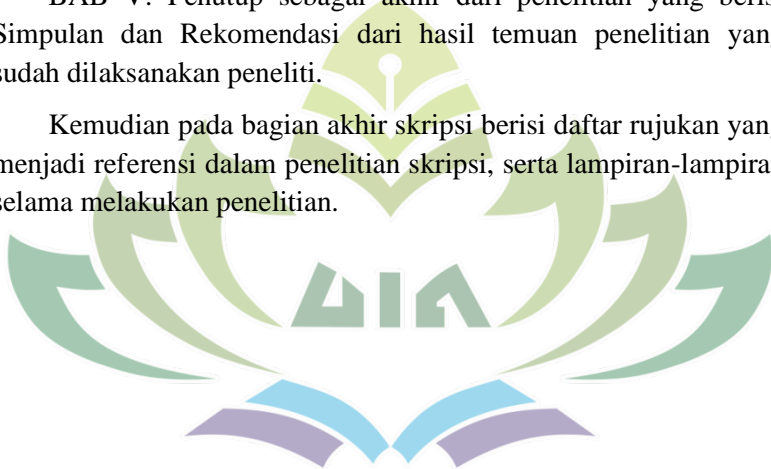 BAB V: Penutup sebagai akhir dari penelitian yang beris
Simpulan dan Rekomendasi dari hasil temuan penelitian yan
sudah dilaksanakan peneliti.
Kemudian pada bagian akhir skripsi berisi daftar rujukan yan
menjadi referensi dalam penelitian skripsi, serta lampiran-lampira
selama melakukan penelitian.
UIN